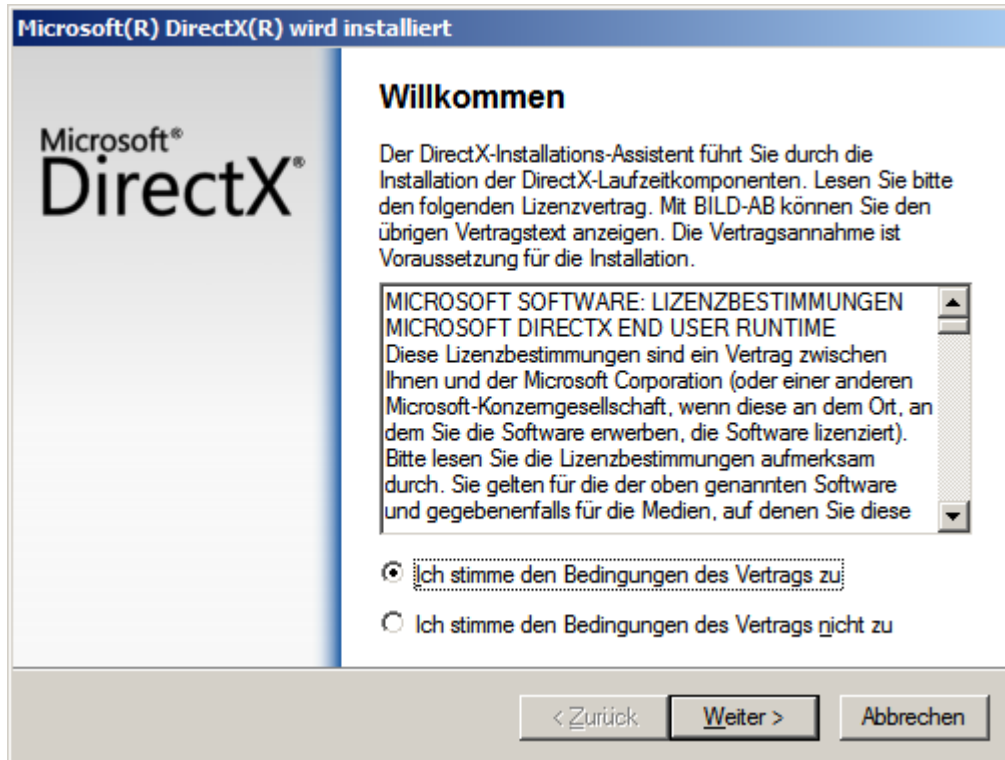 Microsoft(R) DirectX(R) wird installiert
Microsoft®
DirectX®
Willkommen
Der DirectX-Installations-Assistent führt Sie durch die
Installation der DirectX-Laufzeitkomponenten. Lesen Sie bitte
den folgenden Lizenzvertrag. Mit BILD-AB können Sie den
übrigen Vertragstext anzeigen. Die Vertragsannahme ist
Voraussetzung für die Installation.
MICROSOFT SOFTWARE: LIZENZBESTIMMUNGEN
MICROSOFT DIRECTX END USER RUNTIME
Diese Lizenzbestimmungen sind ein Vertrag zwischen
Ihnen und der Microsoft Corporation (oder einer anderen
Microsoft-Konzerngesellschaft, wenn diese an dem Ort, an
dem Sie die Software erwerben, die Software lizenziert).
Bitte lesen Sie die Lizenzbestimmungen aufmerksam
durch. Sie gelten für die der oben genannten Software
und gegebenenfalls für die Medien, auf denen Sie diese
Ich stimme den Bedingungen des Vertrags zu
Ich stimme den Bedingungen des Vertrags nicht zu
< Zurück
Weiter >
Abbrechen